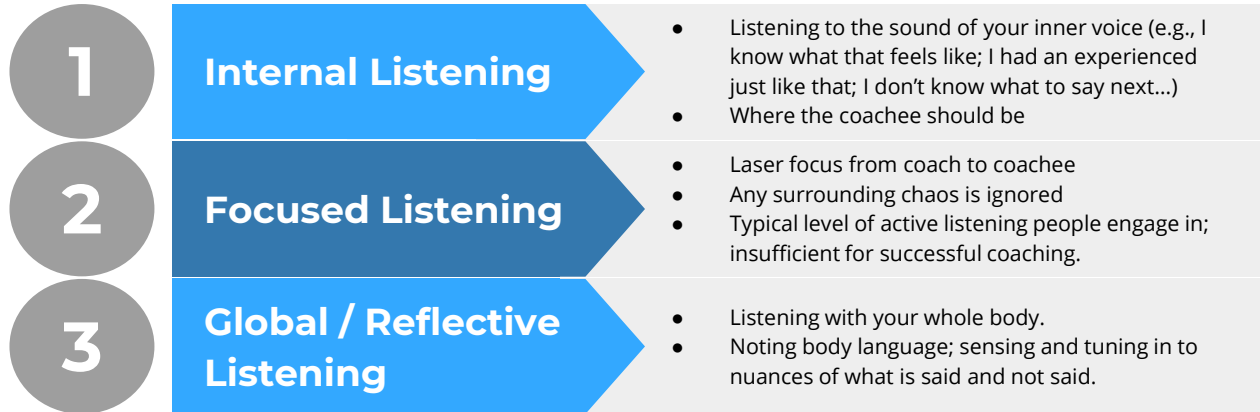 1
Internal Listening
● Listening to the sound of your inner voice (e.g., I
know what that feels like; I had an experienced
just like that; I don’t know what to say next...)
● Where the coachee should be
2
Focused Listening
● Laser focus from coach to coachee
● Any surrounding chaos is ignored
● Typical level of active listening people engage in;
insufficient for successful coaching.
3
Global / Reflective
Listening
● Listening with your whole body.
● Noting body language; sensing and tuning in to
nuances of what is said and not said.